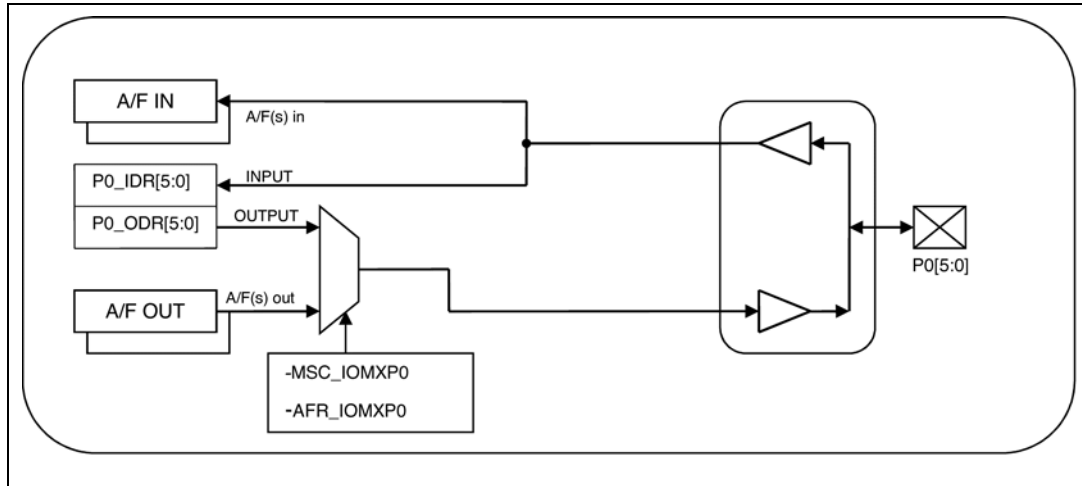 A/F IN
A/F(s) in
P0_IDR[5:0]
INPUT
P0_ODR[5:0]
OUTPUT
P0[5:0]
A/F OUT
A/F(s) out
-MSC_IOMXP0
-AFR_IOMXP0